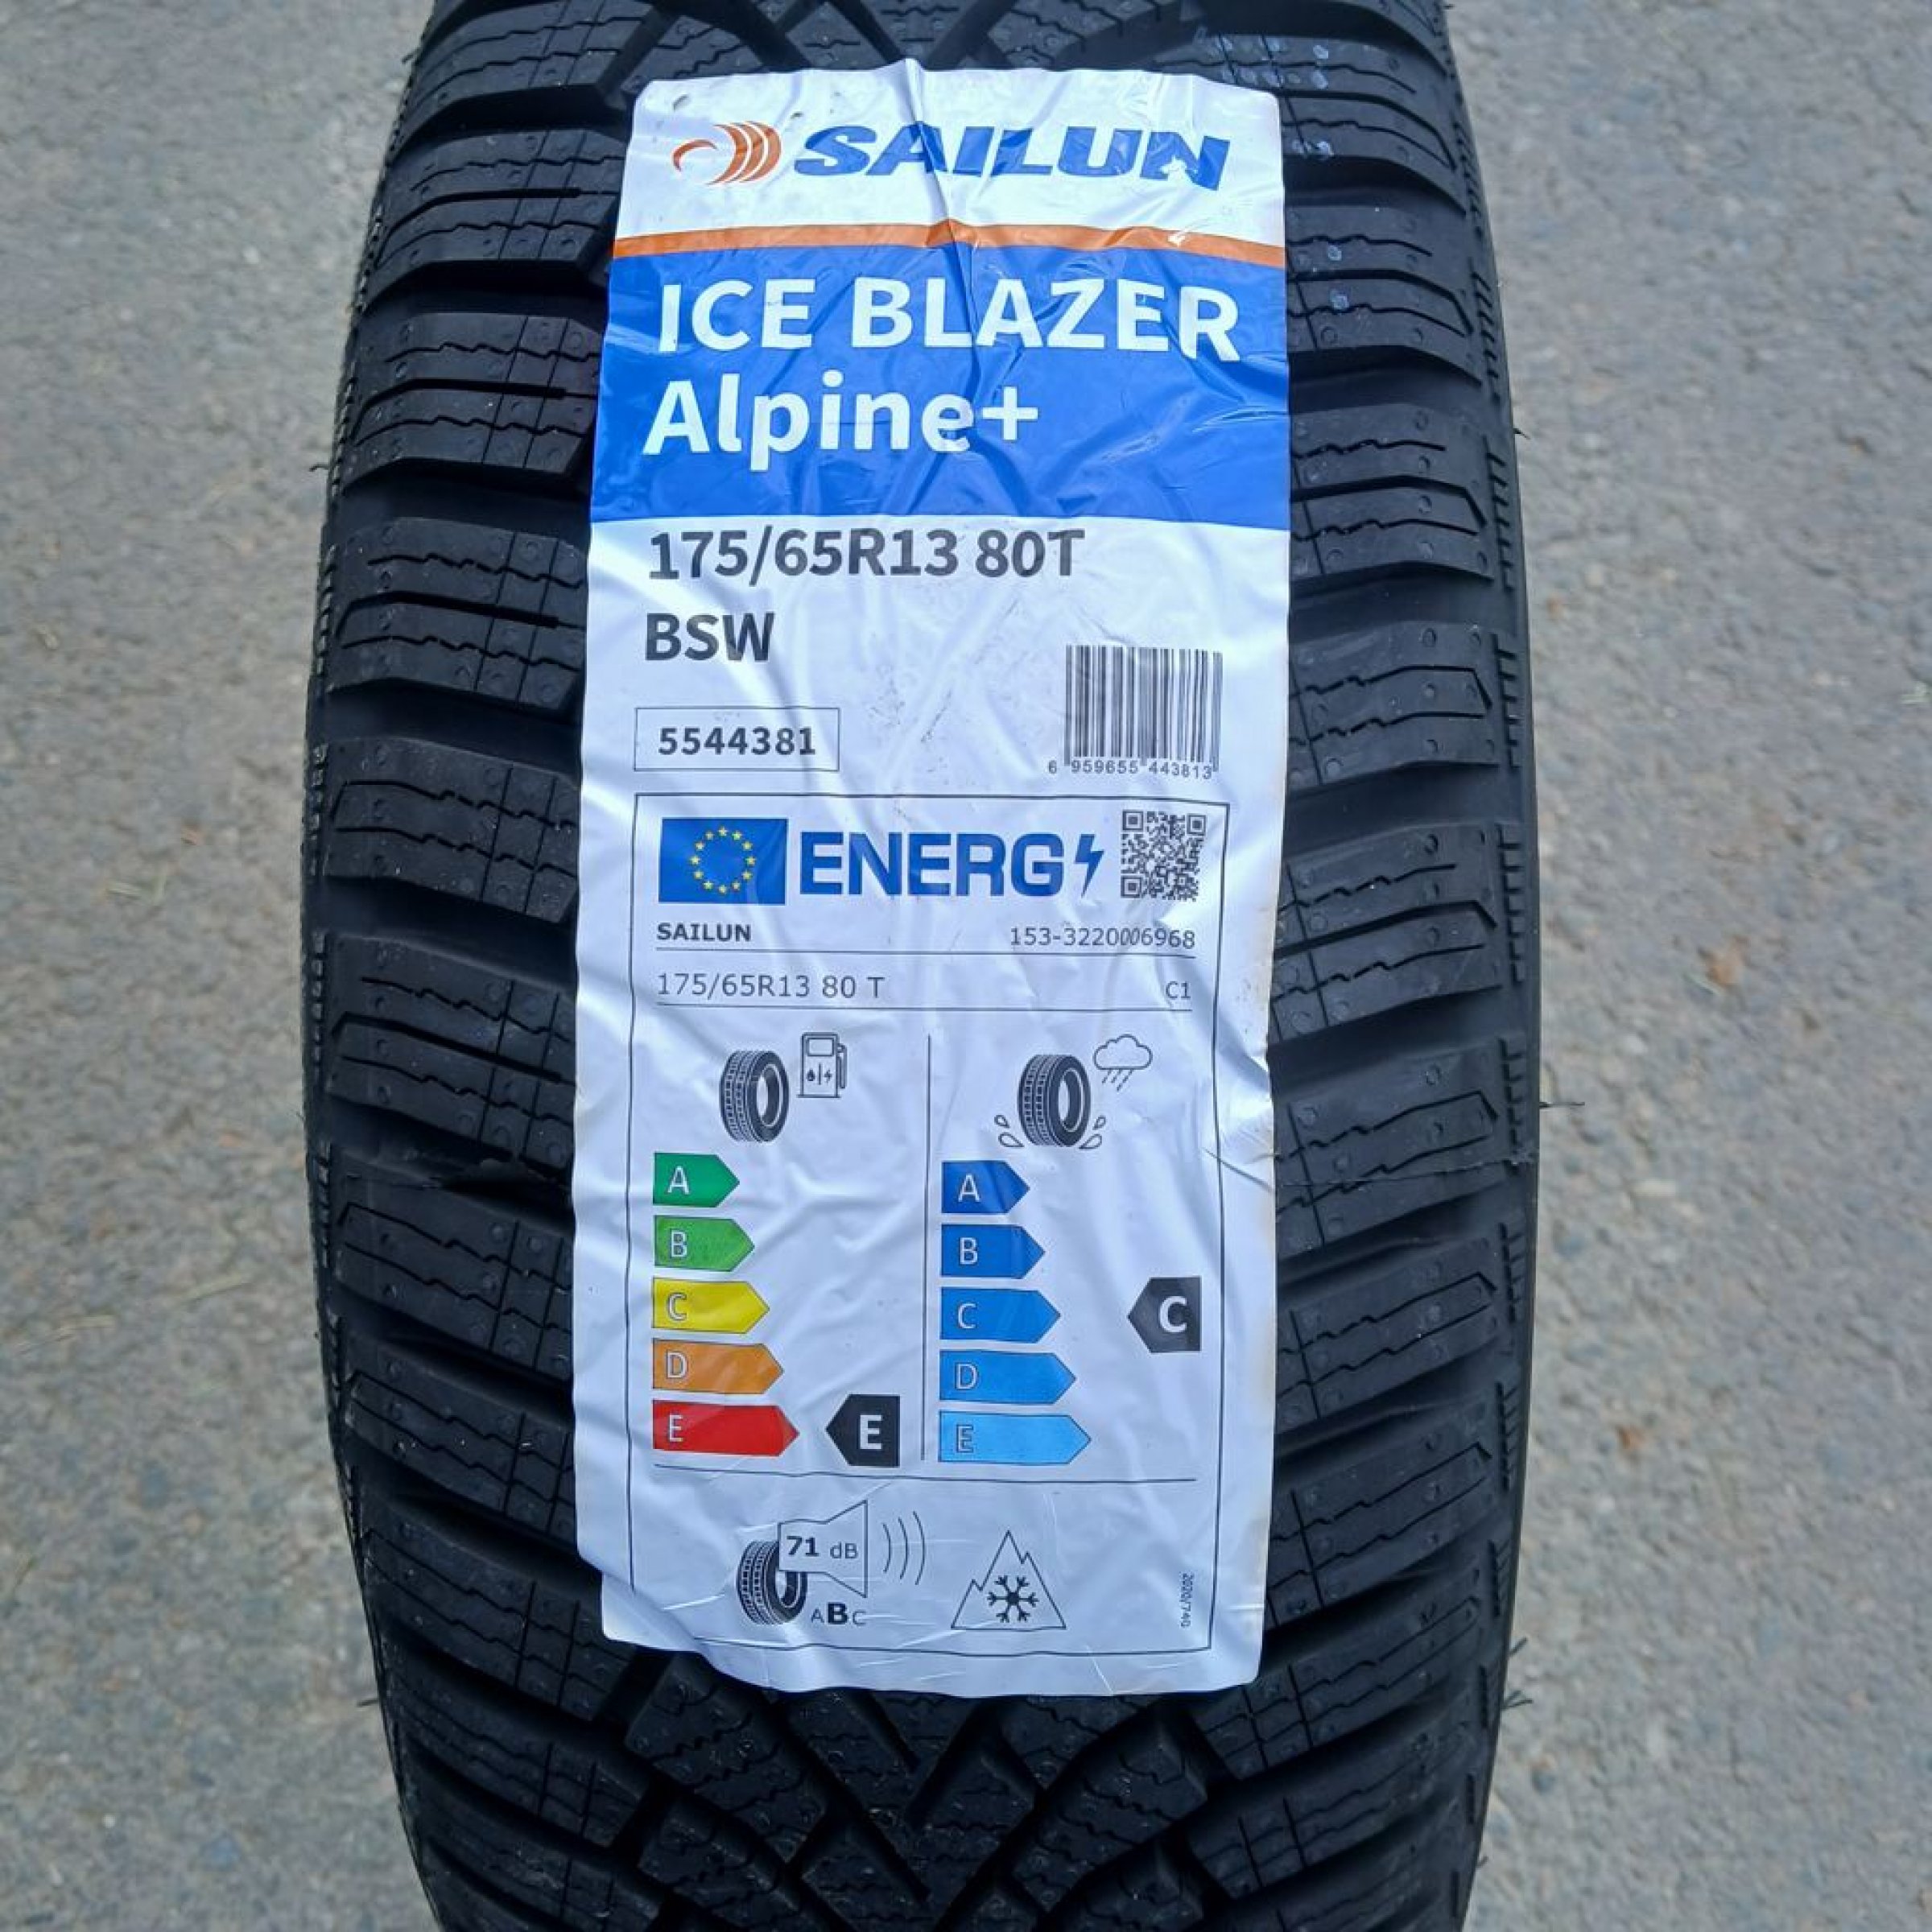 SAILUN
ICE BLAZER
Alpine+
175/65R13 80T
BSW
5544381
6 959655 443813
ENERG
SAILUN 153-3220006968
175/65R13 80 T C1
A A
B B
C C C
D D
E E E
71 dB
ABC
2020/740